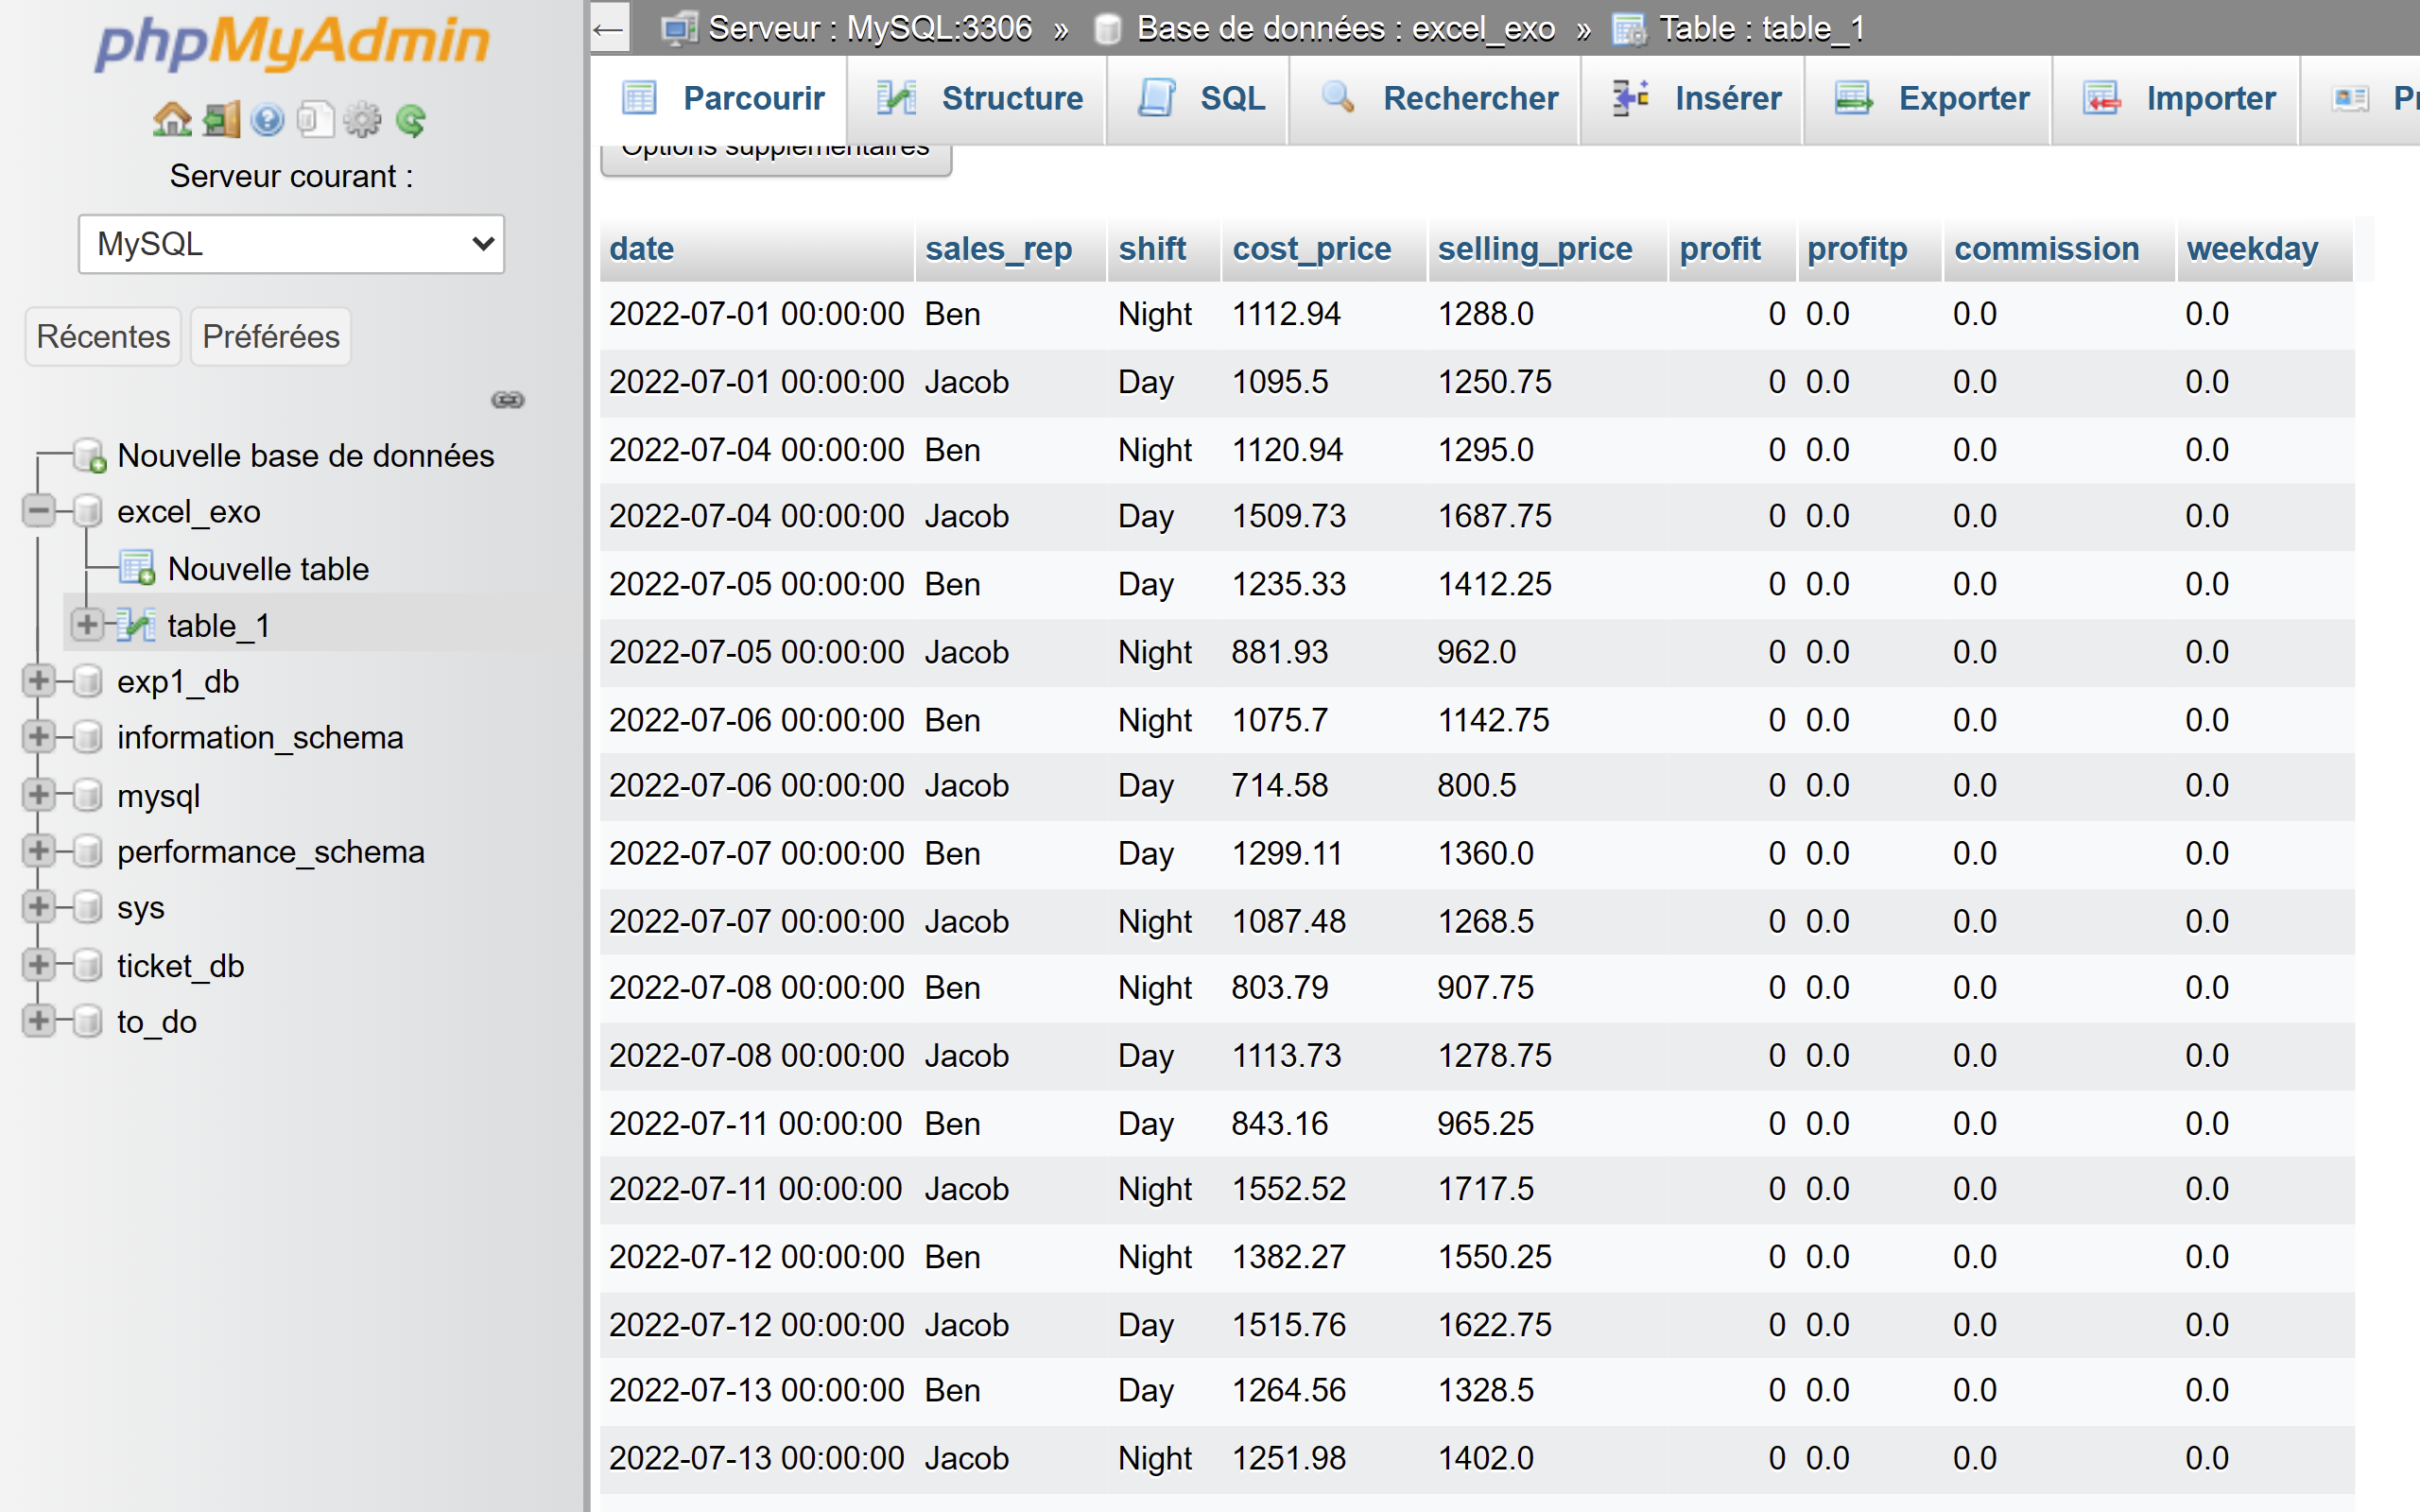 phpMyAdmin
Serveur courant :
MySQL
Récentes Préférées
Nouvelle base de données
excel_exo
Nouvelle table
table_1
exp1_db
information_schema
mysql
performance_schema
sys
ticket_db
to_do
← Serveur : MySQL:3306 » Base de données : excel_exo » Table : table_1
Parcourir Structure SQL Rechercher Insérer Exporter Importer
Options supplémentaires
date sales_rep shift cost_price selling_price profit profitp commission weekday
2022-07-01 00:00:00 Ben Night 1112.94 1288.0 0 0.0 0.0 0.0
2022-07-01 00:00:00 Jacob Day 1095.5 1250.75 0 0.0 0.0 0.0
2022-07-04 00:00:00 Ben Night 1120.94 1295.0 0 0.0 0.0 0.0
2022-07-04 00:00:00 Jacob Day 1509.73 1687.75 0 0.0 0.0 0.0
2022-07-05 00:00:00 Ben Day 1235.33 1412.25 0 0.0 0.0 0.0
2022-07-05 00:00:00 Jacob Night 881.93 962.0 0 0.0 0.0 0.0
2022-07-06 00:00:00 Ben Night 1075.7 1142.75 0 0.0 0.0 0.0
2022-07-06 00:00:00 Jacob Day 714.58 800.5 0 0.0 0.0 0.0
2022-07-07 00:00:00 Ben Day 1299.11 1360.0 0 0.0 0.0 0.0
2022-07-07 00:00:00 Jacob Night 1087.48 1268.5 0 0.0 0.0 0.0
2022-07-08 00:00:00 Ben Night 803.79 907.75 0 0.0 0.0 0.0
2022-07-08 00:00:00 Jacob Day 1113.73 1278.75 0 0.0 0.0 0.0
2022-07-11 00:00:00 Ben Day 843.16 965.25 0 0.0 0.0 0.0
2022-07-11 00:00:00 Jacob Night 1552.52 1717.5 0 0.0 0.0 0.0
2022-07-12 00:00:00 Ben Night 1382.27 1550.25 0 0.0 0.0 0.0
2022-07-12 00:00:00 Jacob Day 1515.76 1622.75 0 0.0 0.0 0.0
2022-07-13 00:00:00 Ben Day 1264.56 1328.5 0 0.0 0.0 0.0
2022-07-13 00:00:00 Jacob Night 1251.98 1402.0 0 0.0 0.0 0.0